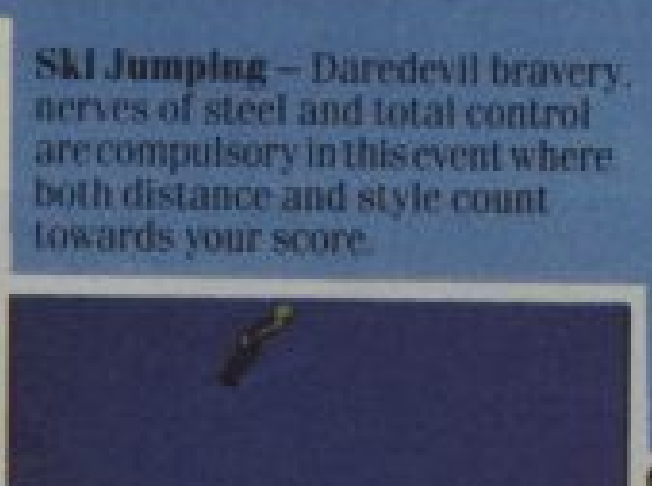 Ski Jumping – Daredevil bravery,
nerves of steel and total control
are compulsory in this event where
both distance and style count
towards your score.